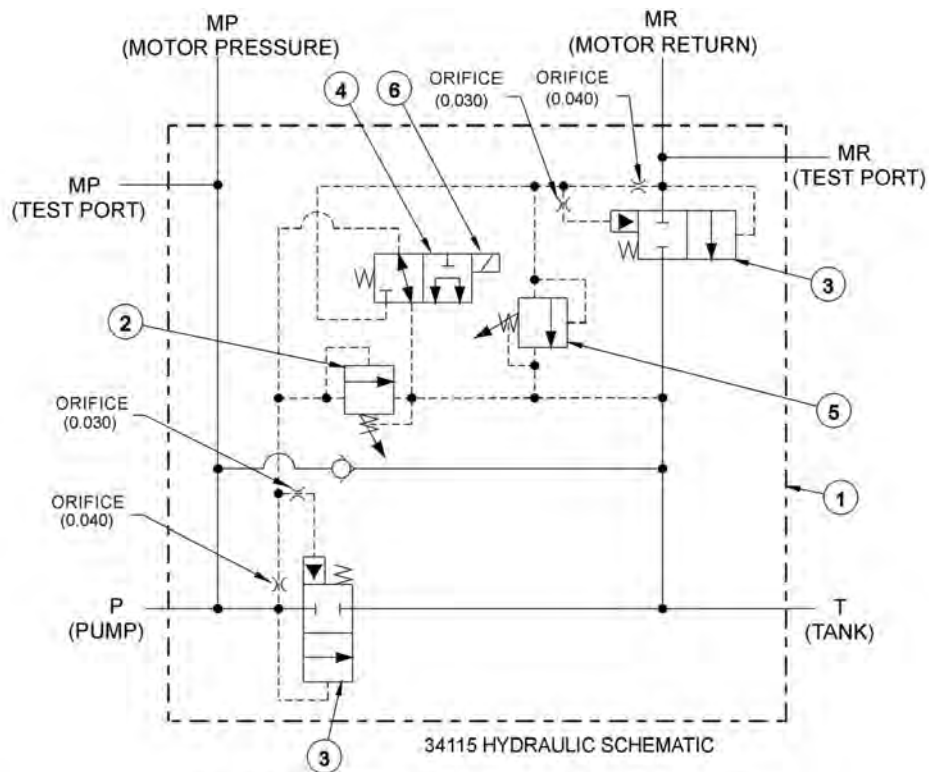 MP
(MOTOR PRESSURE)
MR
(MOTOR RETURN)
4
6
ORIFICE
(0.030)
ORIFICE
(0.040)
MP
(TEST PORT)
MR
(TEST PORT)
3
2
5
ORIFICE
(0.030)
1
ORIFICE
(0.040)
P
(PUMP)
T
(TANK)
3
34115 HYDRAULIC SCHEMATIC